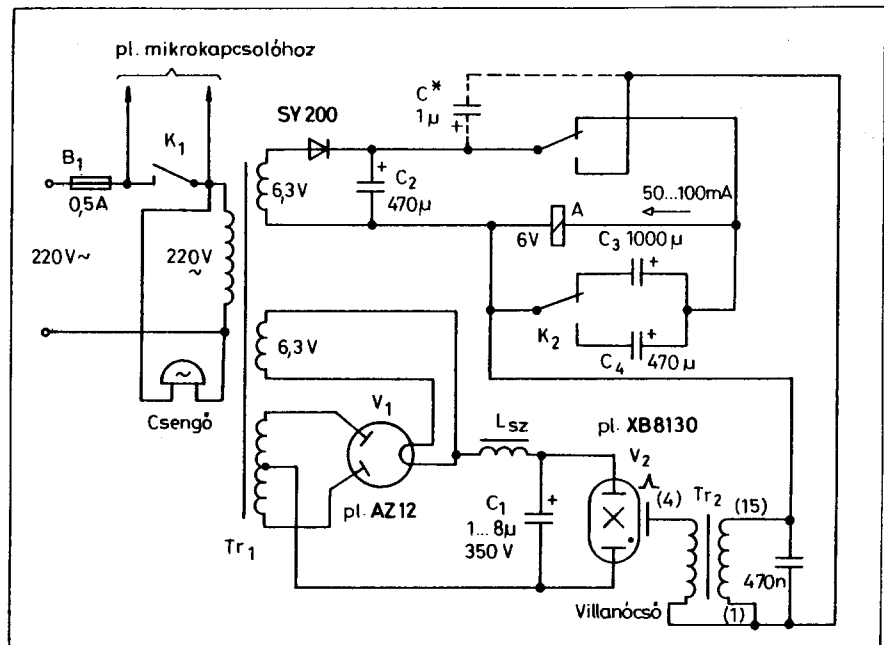 pl. mikrokapcsolóhoz
B1
0,5A
K1
220V~
220V
~
Csengő
SY 200
6,3V
+
C2
470µ
C*
1µ
+
50...100mA
A
6V
C3 1000µ
+
K2
+
C4 470µ
6,3V
V1
pl. AZ12
Tr1
Lsz
C1
+
1...8µ
350V
pl. XB8130
V2
(4)
Tr2
(15)
470n
Villanócső
(1)